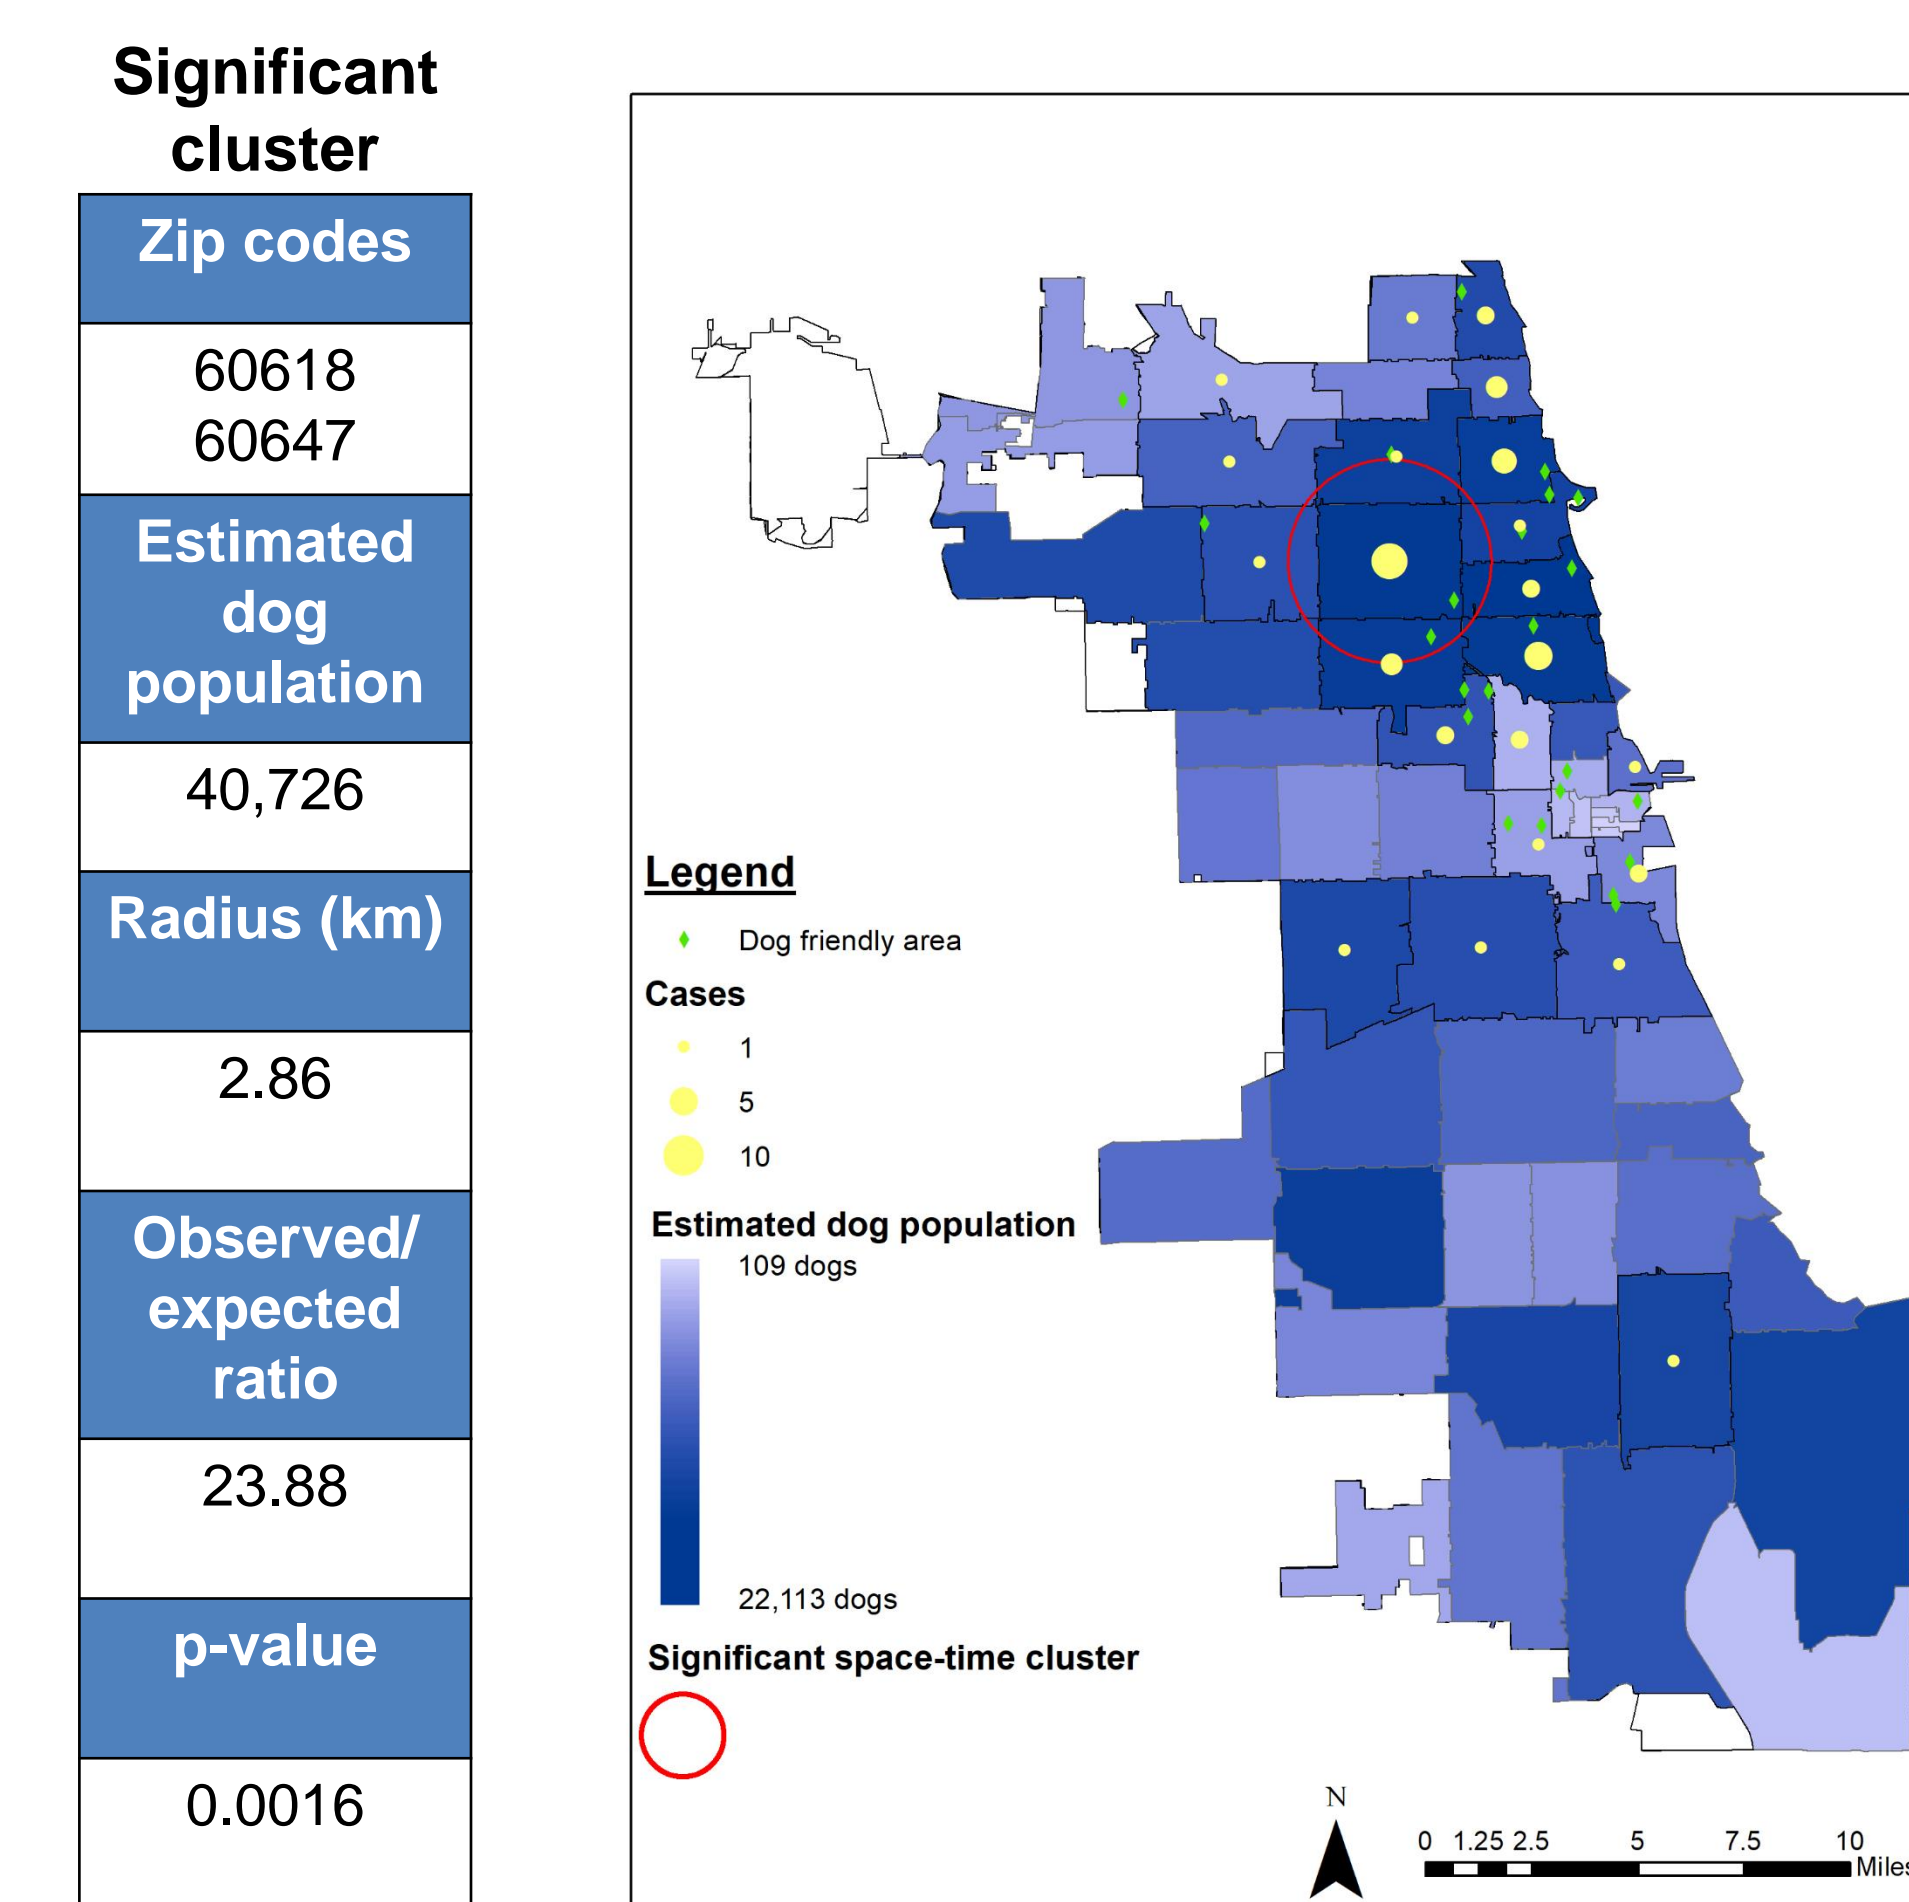 Significant
cluster
Zip codes
60618
60647
Estimated
dog
population
40,726
Radius (km)
2.86
Observed/
expected
ratio
23.88
p-value
0.0016
Legend
Dog friendly area
Cases
1
5
10
Estimated dog population
109 dogs
22,113 dogs
Significant space-time cluster
N
0 1.25 2.5 5 7.5 10
Miles